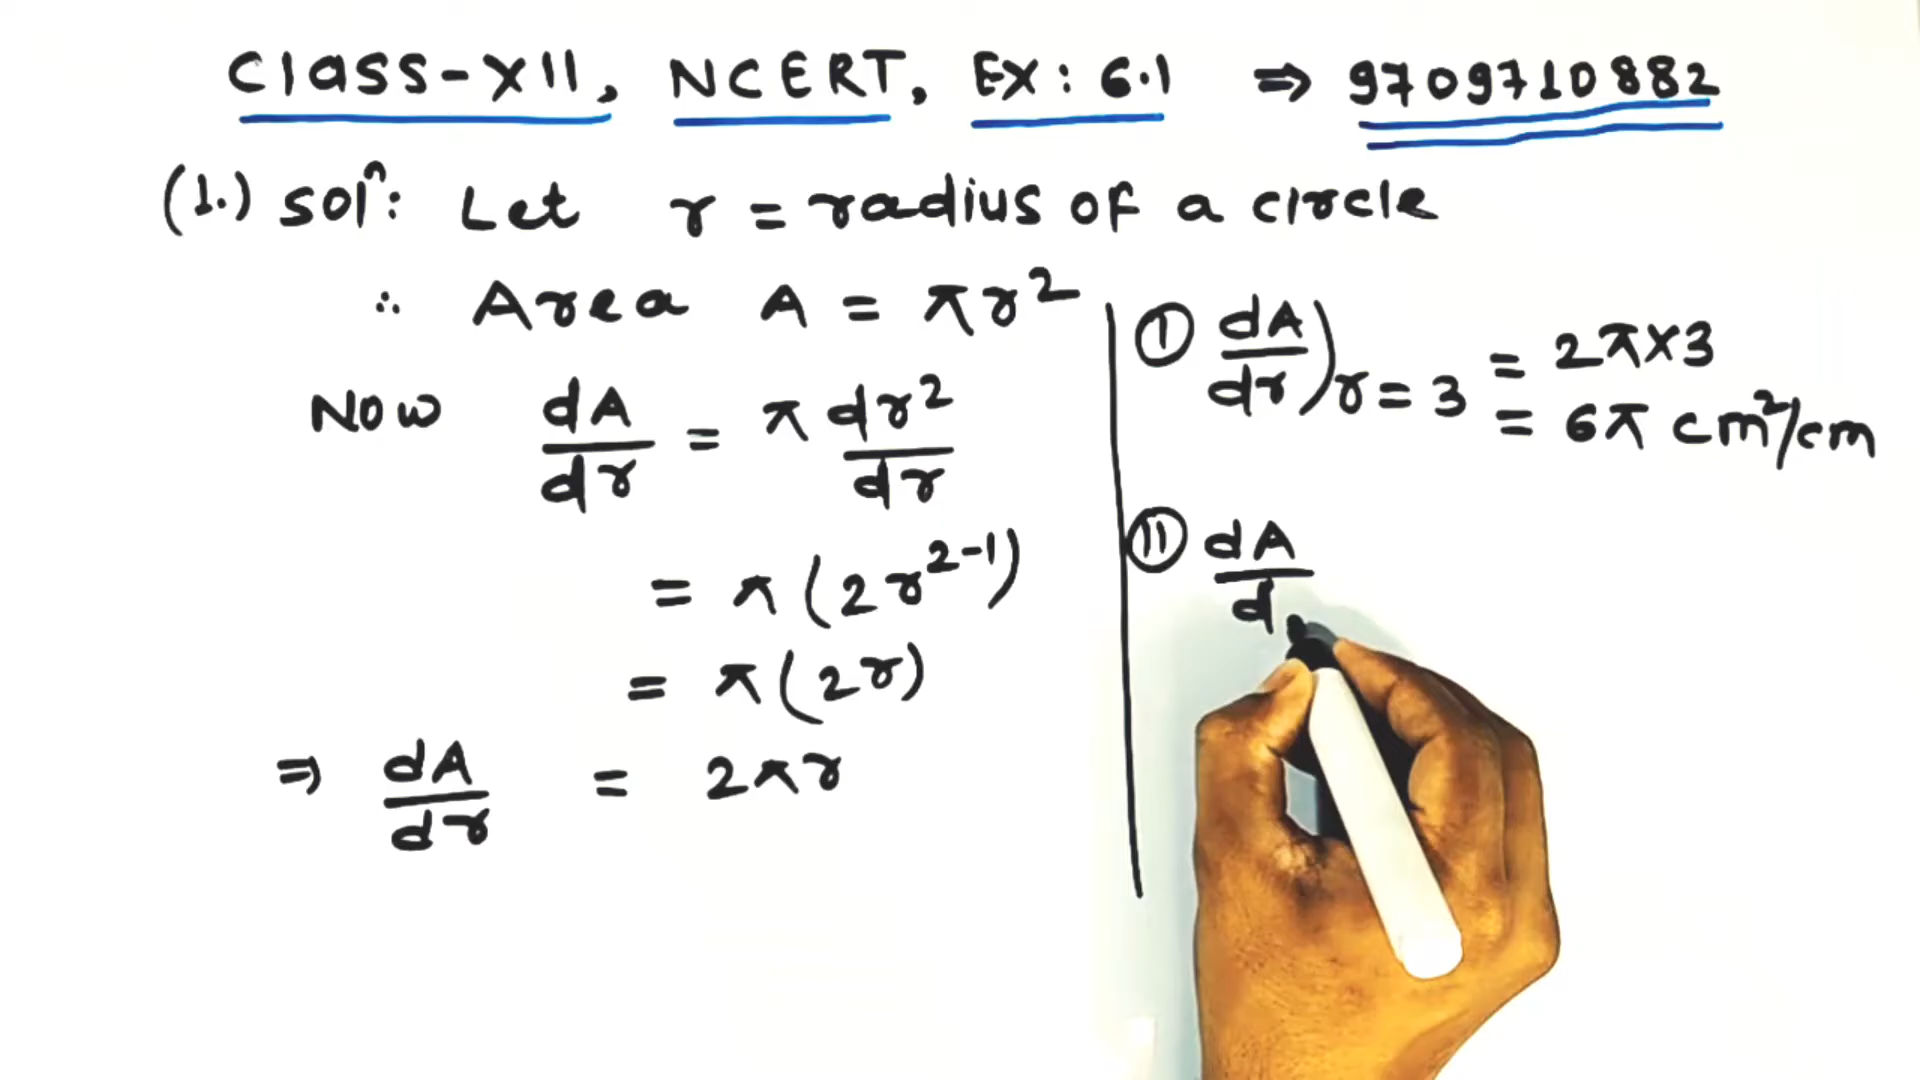 Class-XII, NCERT, EX: 6.1 ⇒ 9709710882
(1.) Solⁿ: Let r = radius of a circle
∴ Area A = πr²
Now dA/dr = π dr²/dr
= π(2r²⁻¹)
= π(2r)
⇒ dA/dr = 2πr
(I) dA/dr)r=3 = 2π×3
= 6π cm²/cm
(II) dA/d